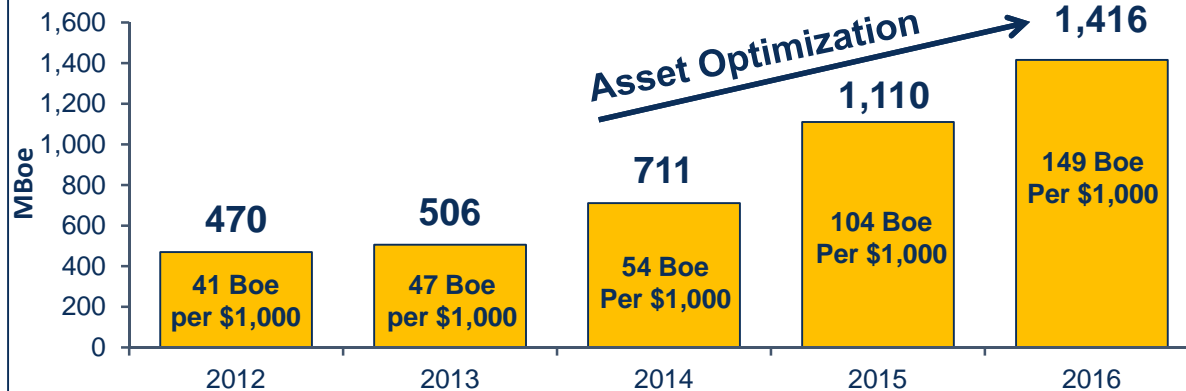 MBoe
1,600
1,400
1,200
1,000
800
600
400
200
0
Asset Optimization
470
506
711
1,110
1,416
41 Boe
per $1,000
47 Boe
per $1,000
54 Boe
Per $1,000
104 Boe
Per $1,000
149 Boe
Per $1,000
2012
2013
2014
2015
2016